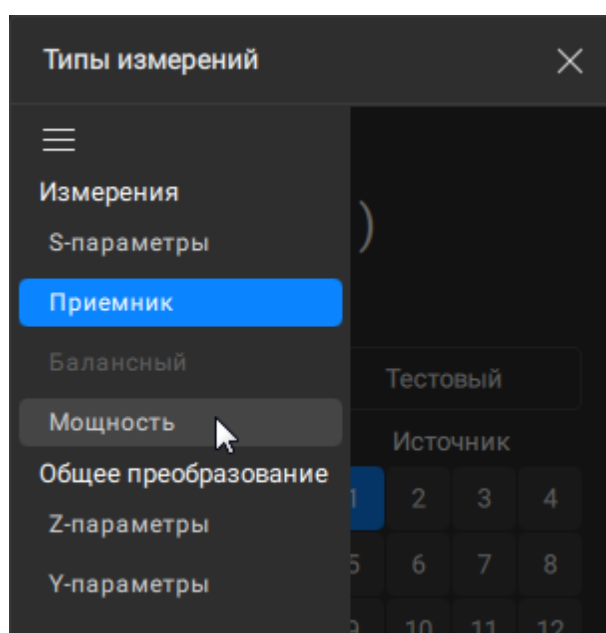 Типы измерений
Измерения
S-параметры
)
Приемник
Балансный
Тестовый
Мощность
Источник
Общее преобразование
1 2 3 4
Z-параметры
5 6 7 8
Y-параметры
9 10 11 12